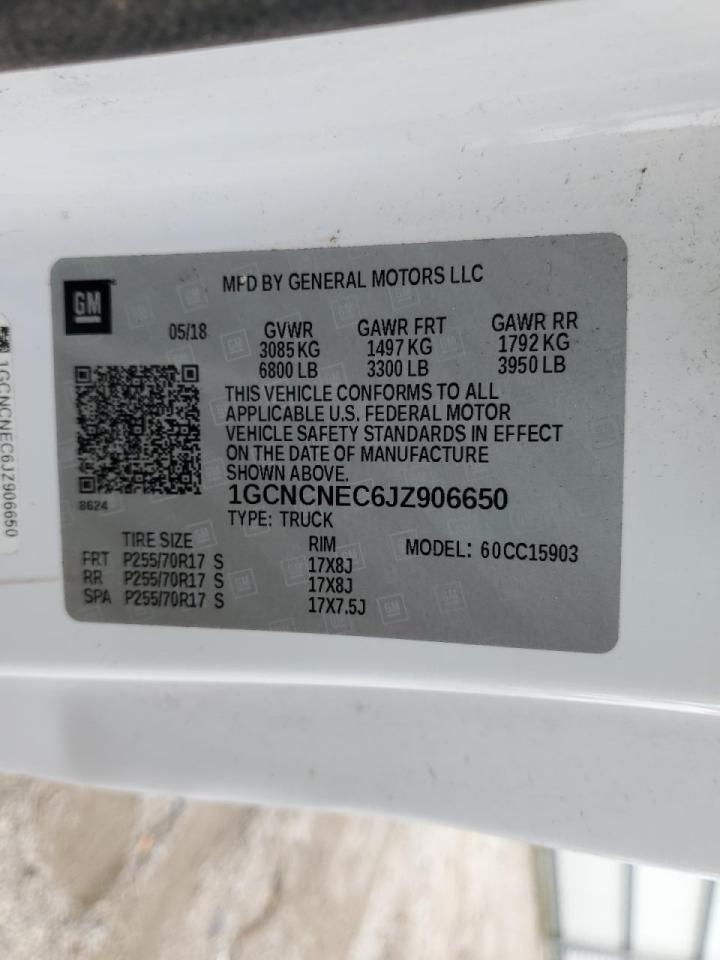 GM
MFD BY GENERAL MOTORS LLC
05/18 GVWR GAWR FRT GAWR RR
3085 KG 1497 KG 1792 KG
6800 LB 3300 LB 3950 LB
THIS VEHICLE CONFORMS TO ALL
APPLICABLE U.S. FEDERAL MOTOR
VEHICLE SAFETY STANDARDS IN EFFECT
ON THE DATE OF MANUFACTURE
SHOWN ABOVE.
8624
1GCNCNEC6JZ906650
TYPE: TRUCK
TIRE SIZE RIM MODEL: 60CC15903
FRT P255/70R17 S 17X8J
RR P255/70R17 S 17X8J
SPA P255/70R17 S 17X7.5J
1GCNCNEC6JZ906650